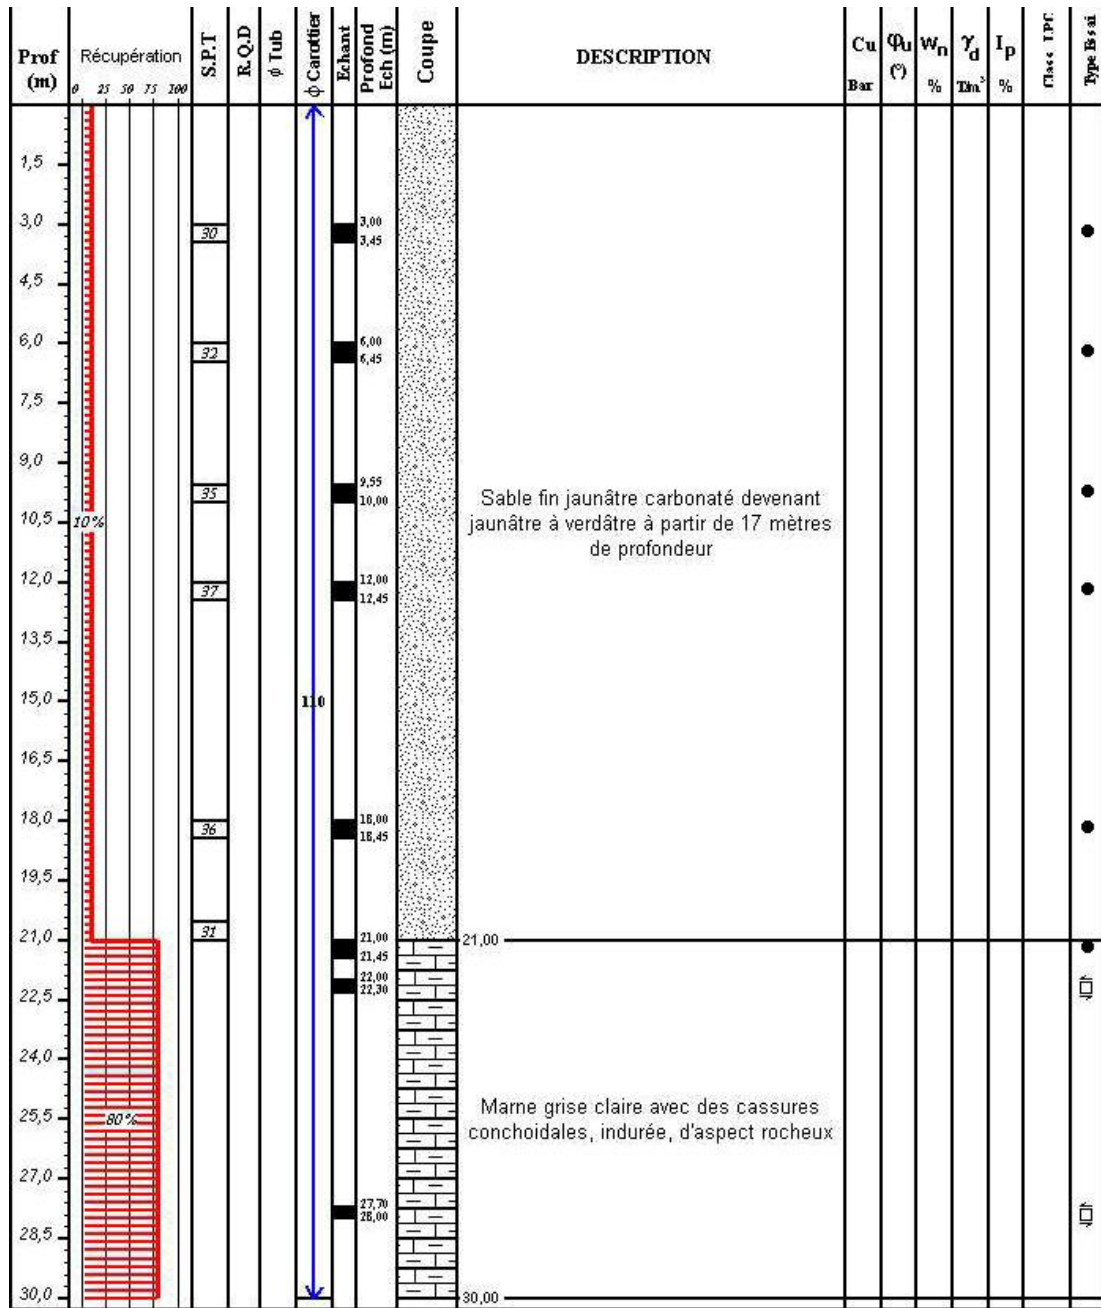 Prof (m)
Récupération
0 25 50 75 100
S.P.T
R.Q.D
ϕ Tub
ϕ Carottier
Echant
Profond Ech (m)
Coupe
DESCRIPTION
Cu
Bar
φu (°)
Wn
%
γd
T/m³
Ip
%
Class LPC
Type Essai
1,5
3,0
30
3,00
3,45
4,5
6,0
32
6,00
6,45
7,5
9,0
35
9,55
10,00
10,5
10%
Sable fin jaunâtre carbonaté devenant
jaunâtre à verdâtre à partir de 17 mètres
de profondeur
12,0
37
12,00
12,45
13,5
15,0
110
16,5
18,0
36
18,00
18,45
19,5
21,0
31
21,00
21,45
21,00
22,00
22,30
22,5
24,0
25,5
80%
Marne grise claire avec des cassures
conchoidales, indurée, d'aspect rocheux
27,0
27,70
28,00
28,5
30,0
30,00